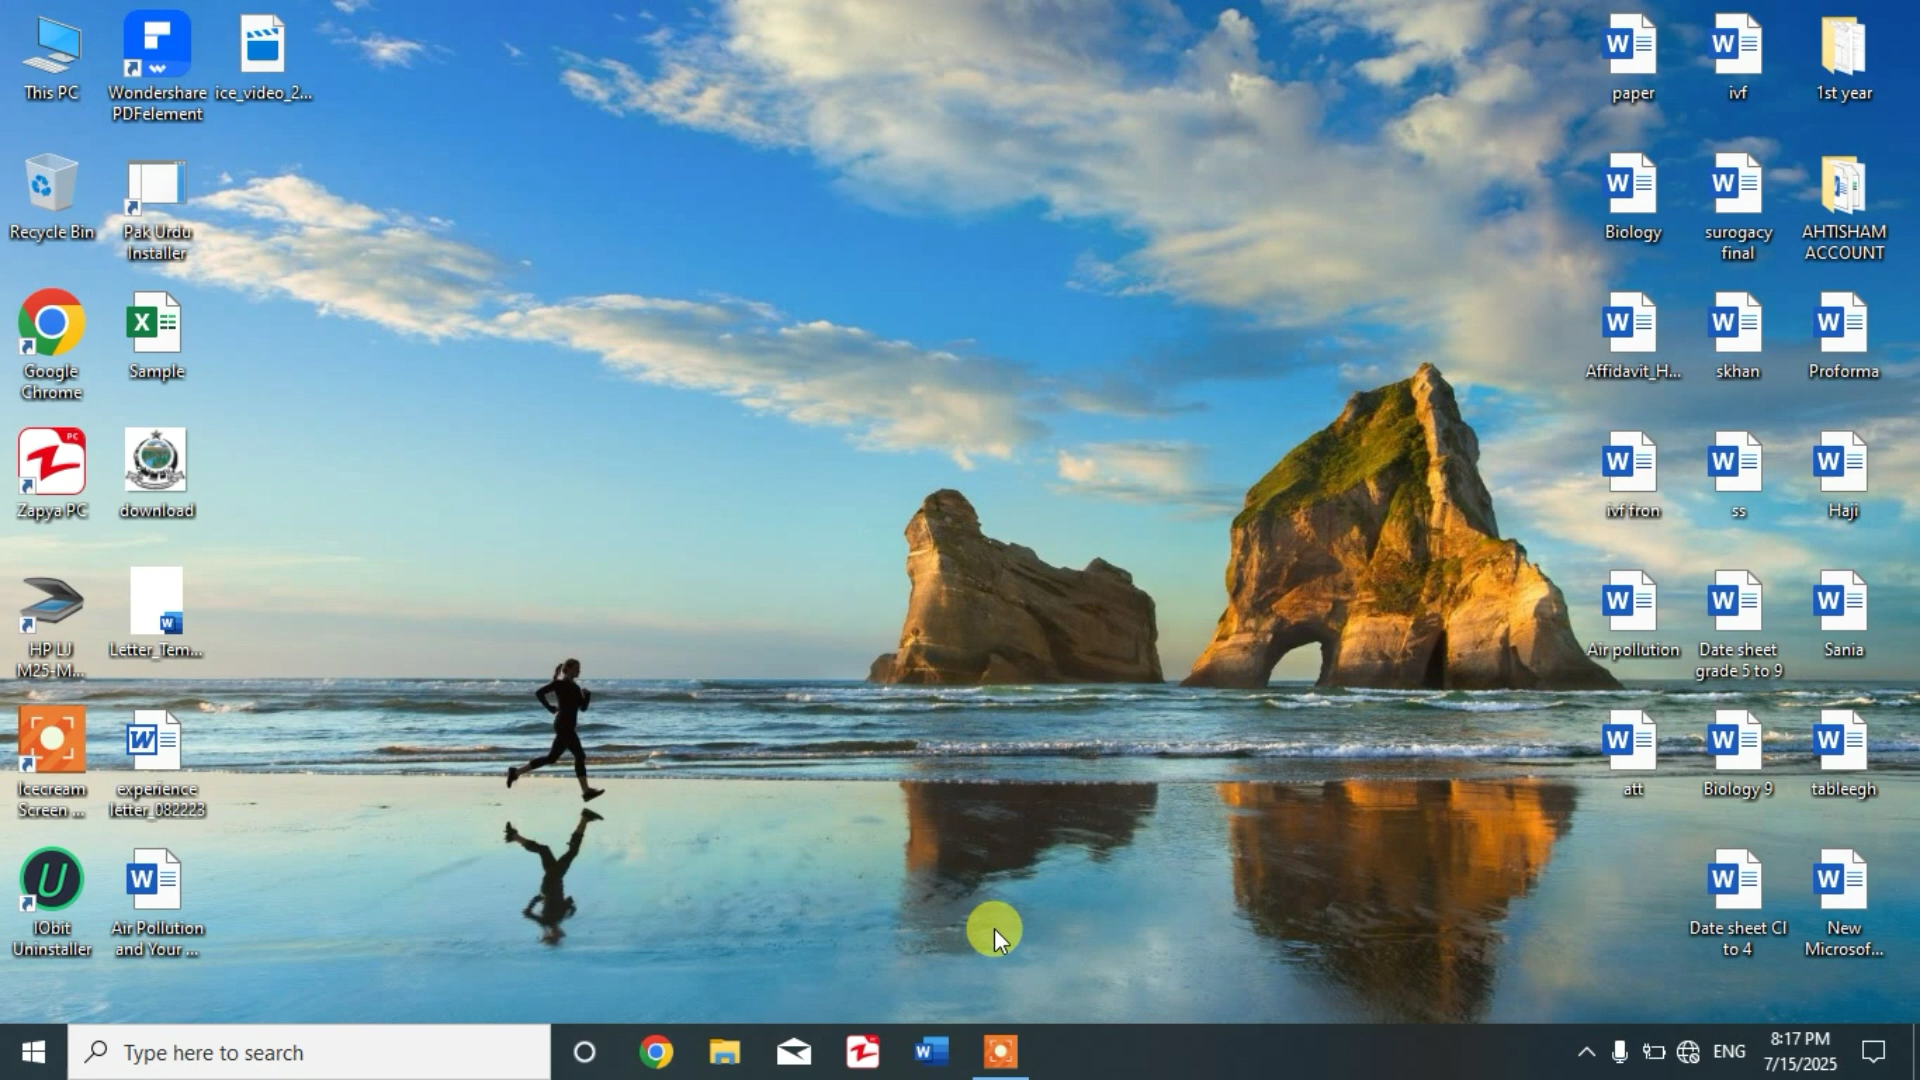 This PC
Wondershare
PDFelement
ice_video_2...
Recycle Bin
Pak Urdu
Installer
Google
Chrome
Sample
Zapya PC
download
HP LJ
M25-M...
Letter_Tem...
Icecream
Screen ...
experience
letter_082223
IObit
Uninstaller
Air Pollution
and Your ...
paper
ivf
1st year
Biology
surogacy
final
AHTISHAM
ACCOUNT
Affidavit_H...
skhan
Proforma
ivf fron
ss
Haji
Air pollution
Date sheet
grade 5 to 9
Sania
att
Biology 9
tableegh
Date sheet Cl
to 4
New
Microsof...
Type here to search
ENG
8:17 PM
7/15/2025